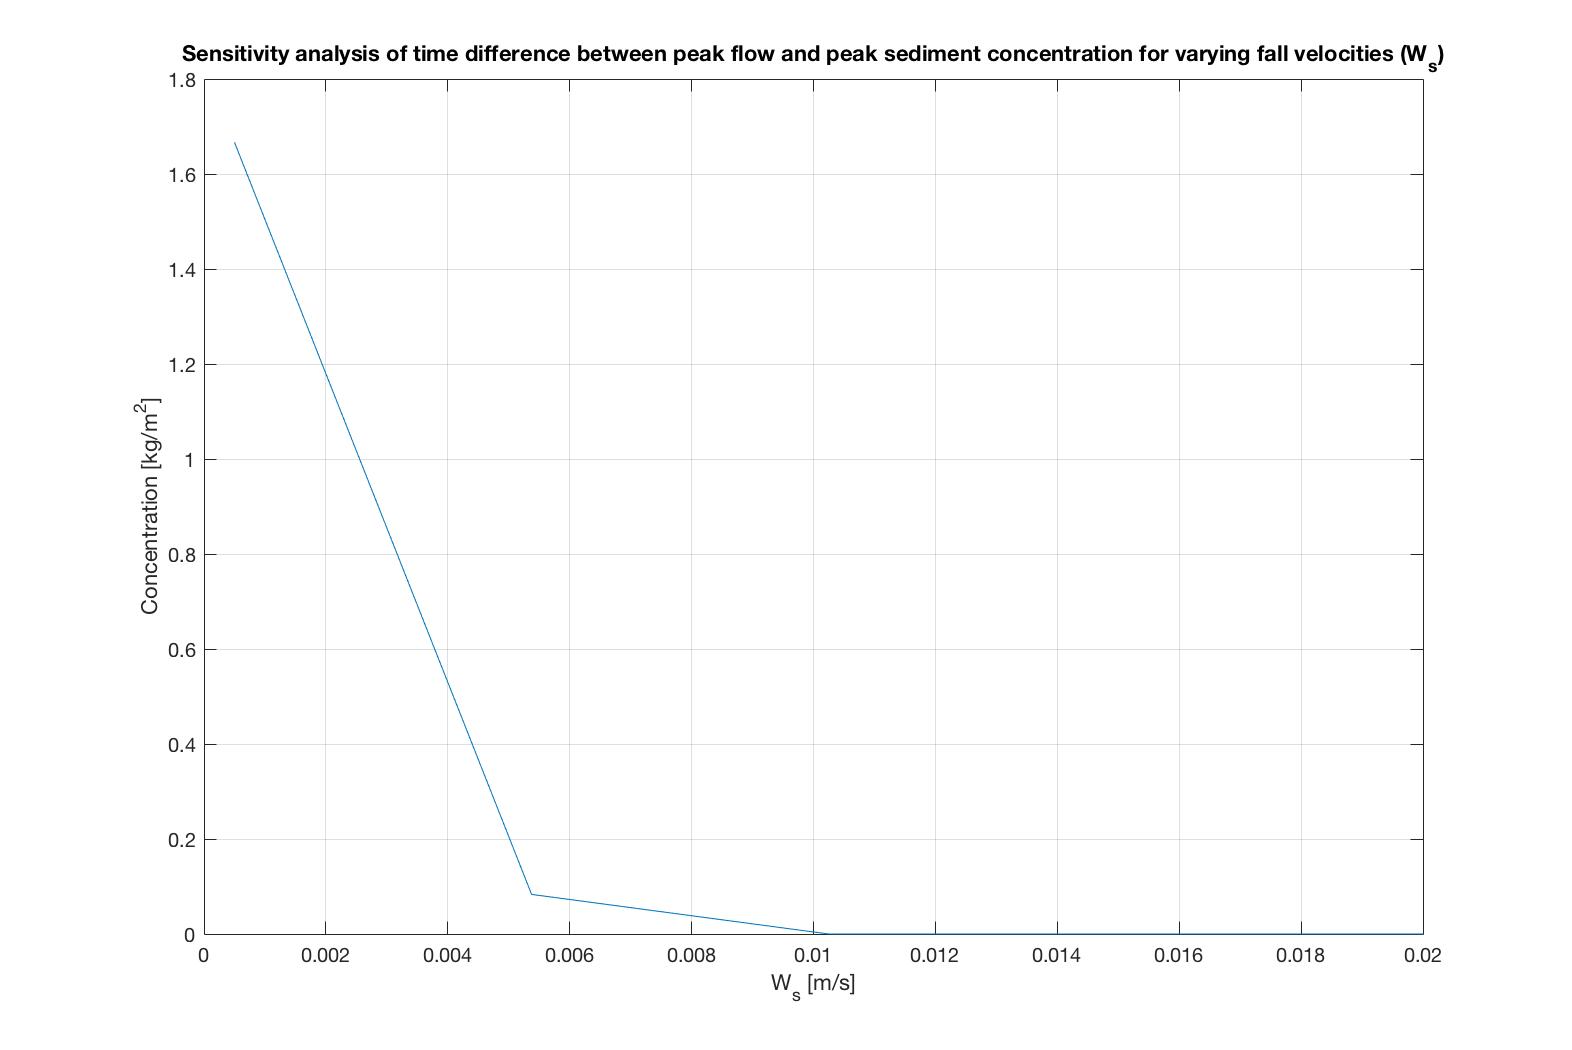 Sensitivity analysis of time difference between peak flow and peak sediment concentration for varying fall velocities (Wₛ)
1.8
1.6
1.4
1.2
1
0.8
0.6
0.4
0.2
0
Concentration [kg/m²]
0 0.002 0.004 0.006 0.008 0.01 0.012 0.014 0.016 0.018 0.02
Wₛ [m/s]